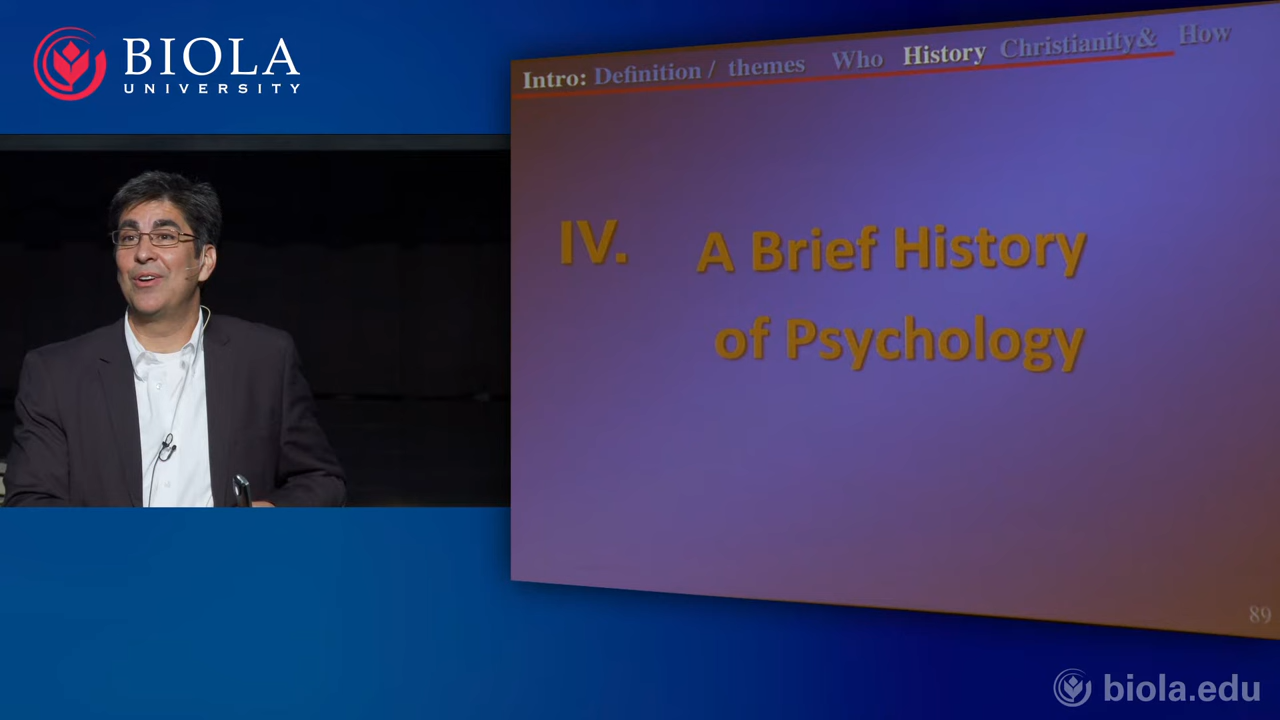 BIOLA
UNIVERSITY
Intro: Definition / themes Who History Christianity& How
IV. A Brief History
of Psychology
89
biola.edu